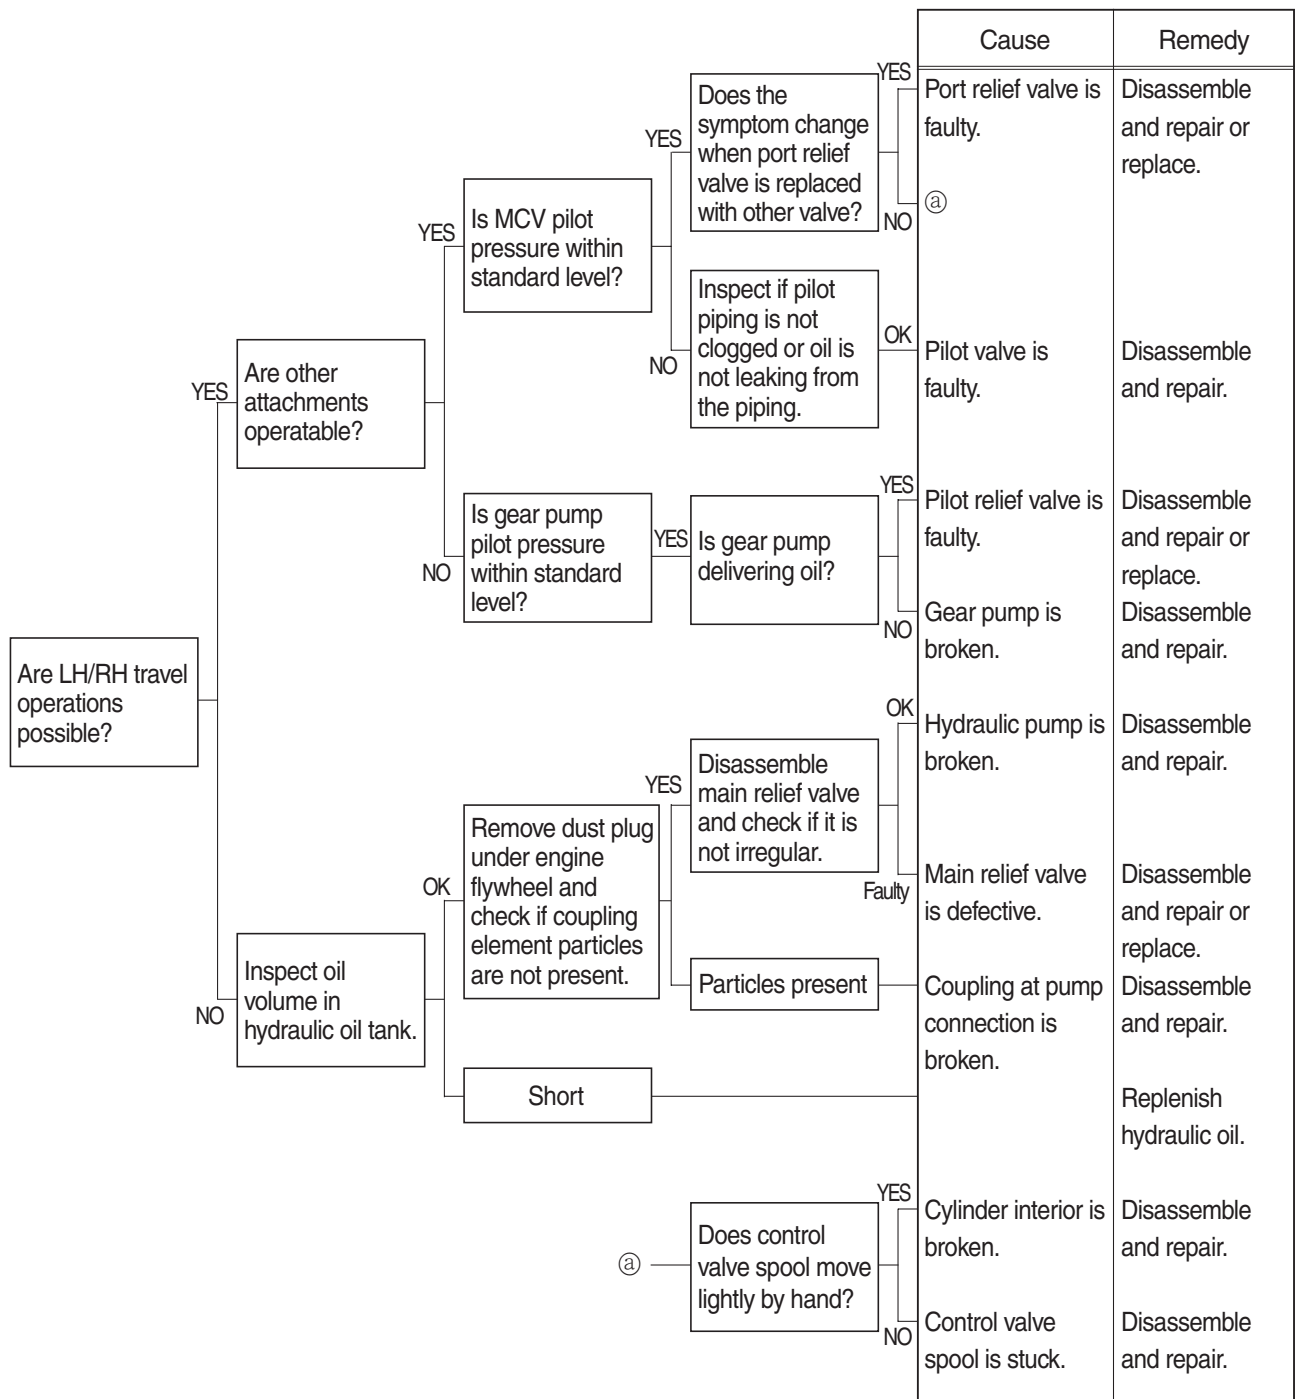 Cause
Remedy
YES
Port relief valve is
faulty.
Disassemble
and repair or
replace.
Does the
symptom change
when port relief
valve is replaced
with other valve?
YES
NO
ⓐ
Is MCV pilot
pressure within
standard level?
YES
Inspect if pilot
piping is not
clogged or oil is
not leaking from
the piping.
NO
OK
Pilot valve is
faulty.
Disassemble
and repair.
Are other
attachments
operatable?
YES
Is gear pump
pilot pressure
within standard
level?
NO
YES
Is gear pump
delivering oil?
YES
Pilot relief valve is
faulty.
Disassemble
and repair or
replace.
NO
Gear pump is
broken.
Disassemble
and repair.
Are LH/RH travel
operations
possible?
OK
Hydraulic pump is
broken.
Disassemble
and repair.
Disassemble
main relief valve
and check if it is
not irregular.
YES
Remove dust plug
under engine
flywheel and
check if coupling
element particles
are not present.
OK
Faulty
Main relief valve
is defective.
Disassemble
and repair or
replace.
Inspect oil
volume in
hydraulic oil tank.
NO
Particles present
Coupling at pump
connection is
broken.
Disassemble
and repair.
Short
Replenish
hydraulic oil.
ⓐ
Does control
valve spool move
lightly by hand?
YES
Cylinder interior is
broken.
Disassemble
and repair.
NO
Control valve
spool is stuck.
Disassemble
and repair.